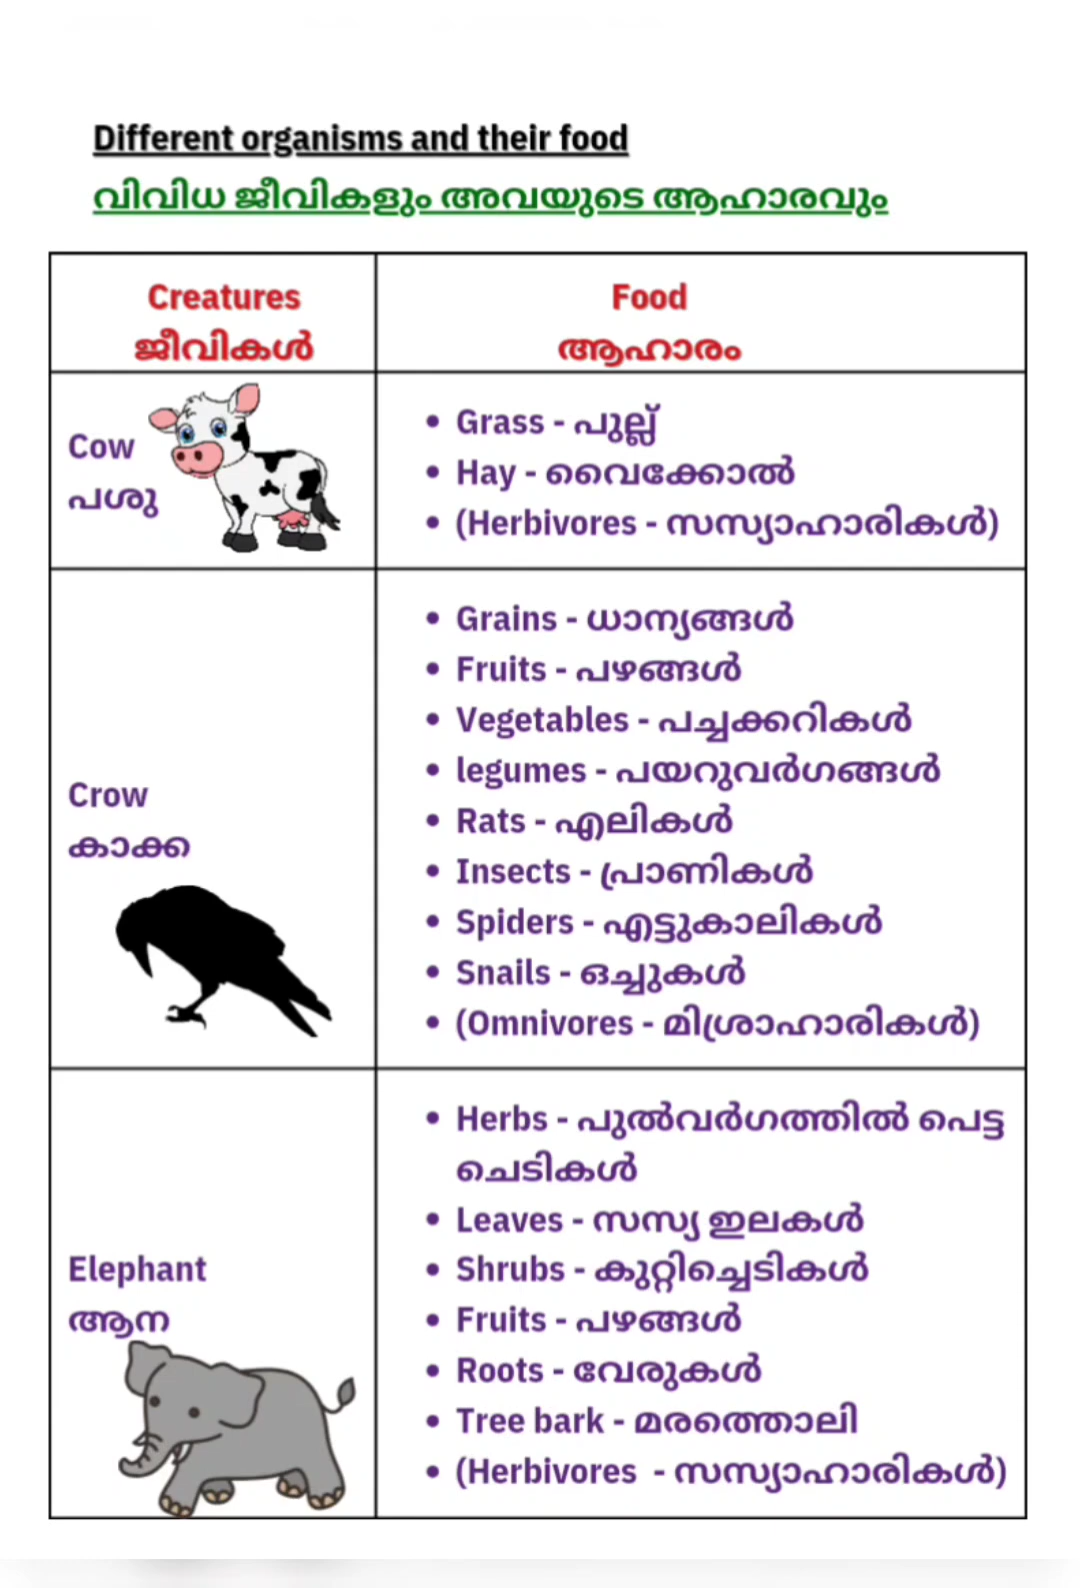 Different organisms and their food
വിവിധ ജീവികളും അവയുടെ ആഹാരവും
Creatures
ജീവികൾ
Food
ആഹാരം
Cow
പശു
• Grass - പുല്ല്
• Hay - വൈക്കോൽ
• (Herbivores - സസ്യാഹാരികൾ)
Crow
കാക്ക
• Grains - ധാന്യങ്ങൾ
• Fruits - പഴങ്ങൾ
• Vegetables - പച്ചക്കറികൾ
• legumes - പയറുവർഗങ്ങൾ
• Rats - എലികൾ
• Insects - പ്രാണികൾ
• Spiders - എട്ടുകാലികൾ
• Snails - ഒച്ചുകൾ
• (Omnivores - മിശ്രാഹാരികൾ)
Elephant
ആന
• Herbs - പുൽവർഗത്തിൽ പെട്ട
ചെടികൾ
• Leaves - സസ്യ ഇലകൾ
• Shrubs - കുറ്റിച്ചെടികൾ
• Fruits - പഴങ്ങൾ
• Roots - വേരുകൾ
• Tree bark - മരത്തൊലി
• (Herbivores - സസ്യാഹാരികൾ)